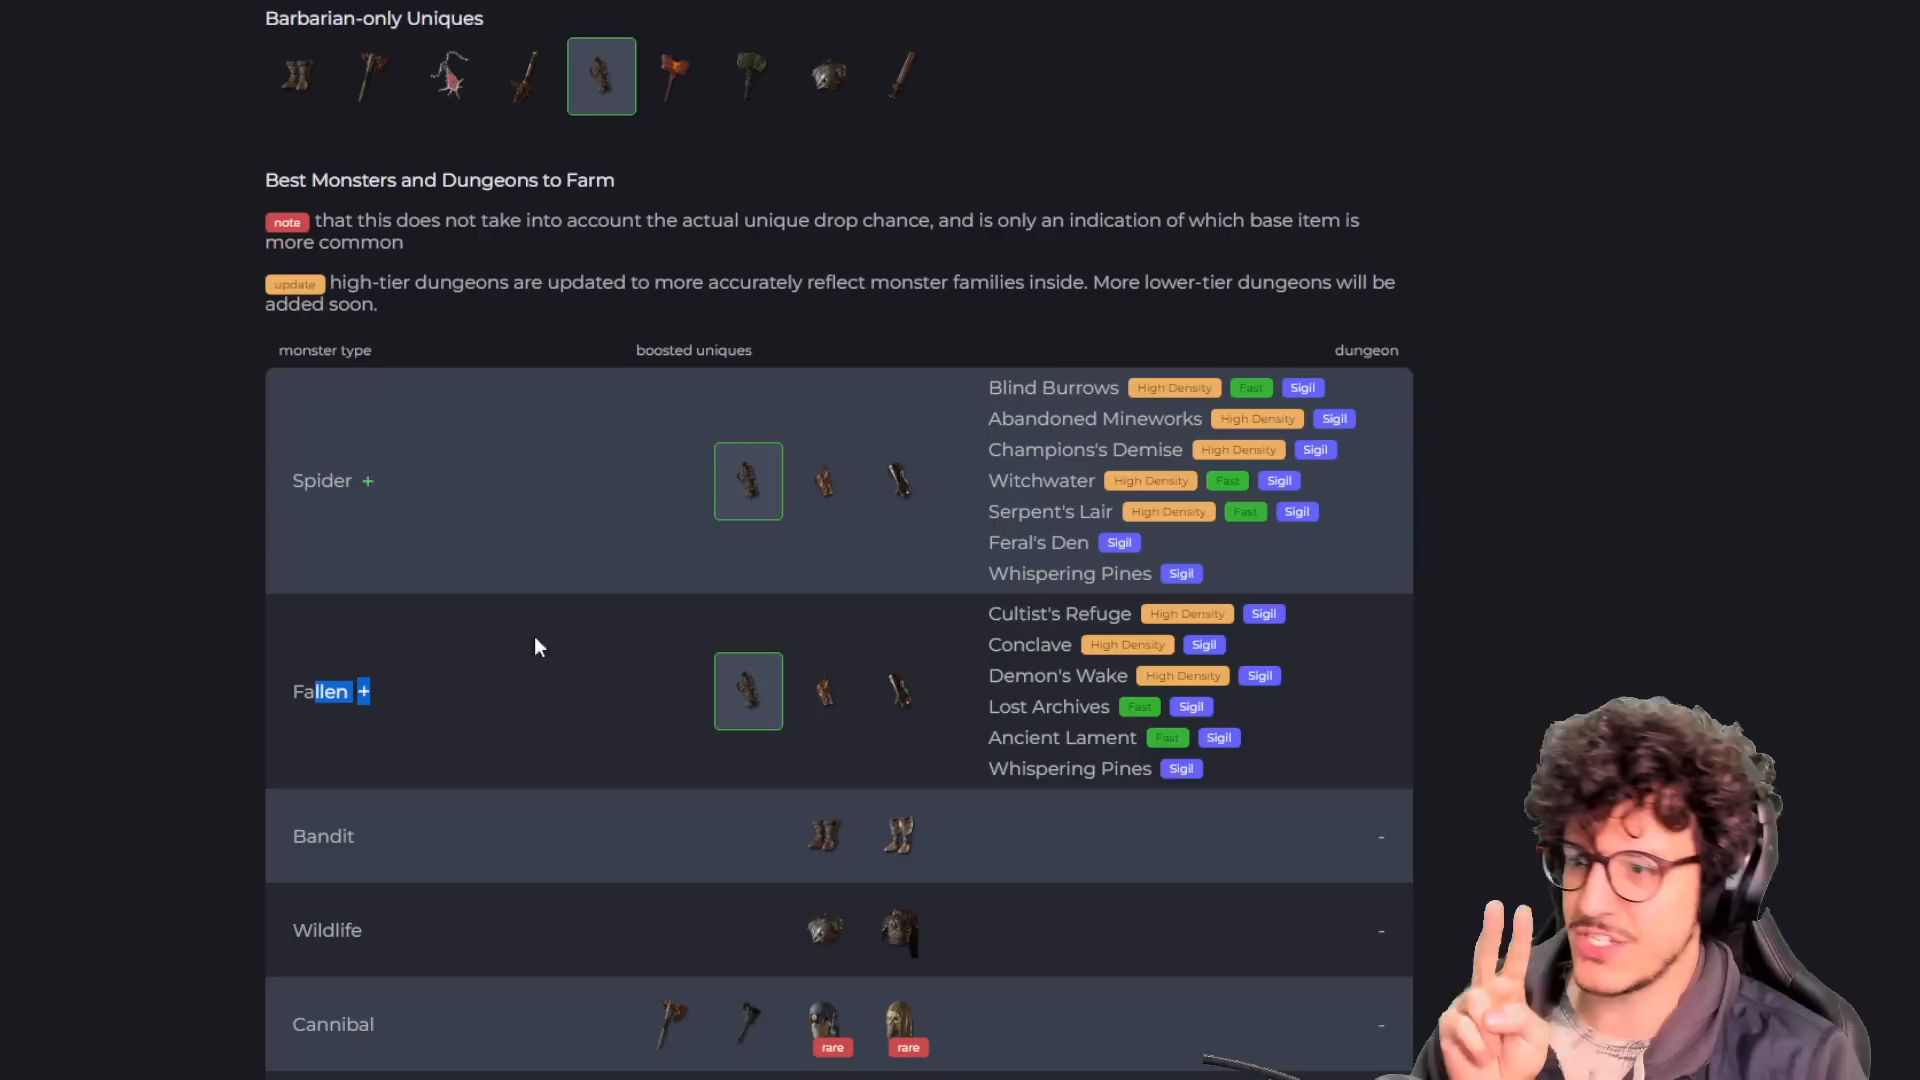 Barbarian-only Uniques
Best Monsters and Dungeons to Farm
note that this does not take into account the actual unique drop chance, and is only an indication of which base item is
more common
update high-tier dungeons are updated to more accurately reflect monster families inside. More lower-tier dungeons will be
added soon.
monster type boosted uniques dungeon
Blind Burrows High Density Fast Sigil
Abandoned Mineworks High Density Sigil
Champions's Demise High Density Sigil
Spider + Witchwater High Density Fast Sigil
Serpent's Lair High Density Fast Sigil
Feral's Den Sigil
Whispering Pines Sigil
Cultist's Refuge High Density Sigil
Conclave High Density Sigil
Demon's Wake High Density Sigil
Fallen + Lost Archives Fast Sigil
Ancient Lament Fast Sigil
Whispering Pines Sigil
Bandit -
Wildlife -
Cannibal -
rare rare